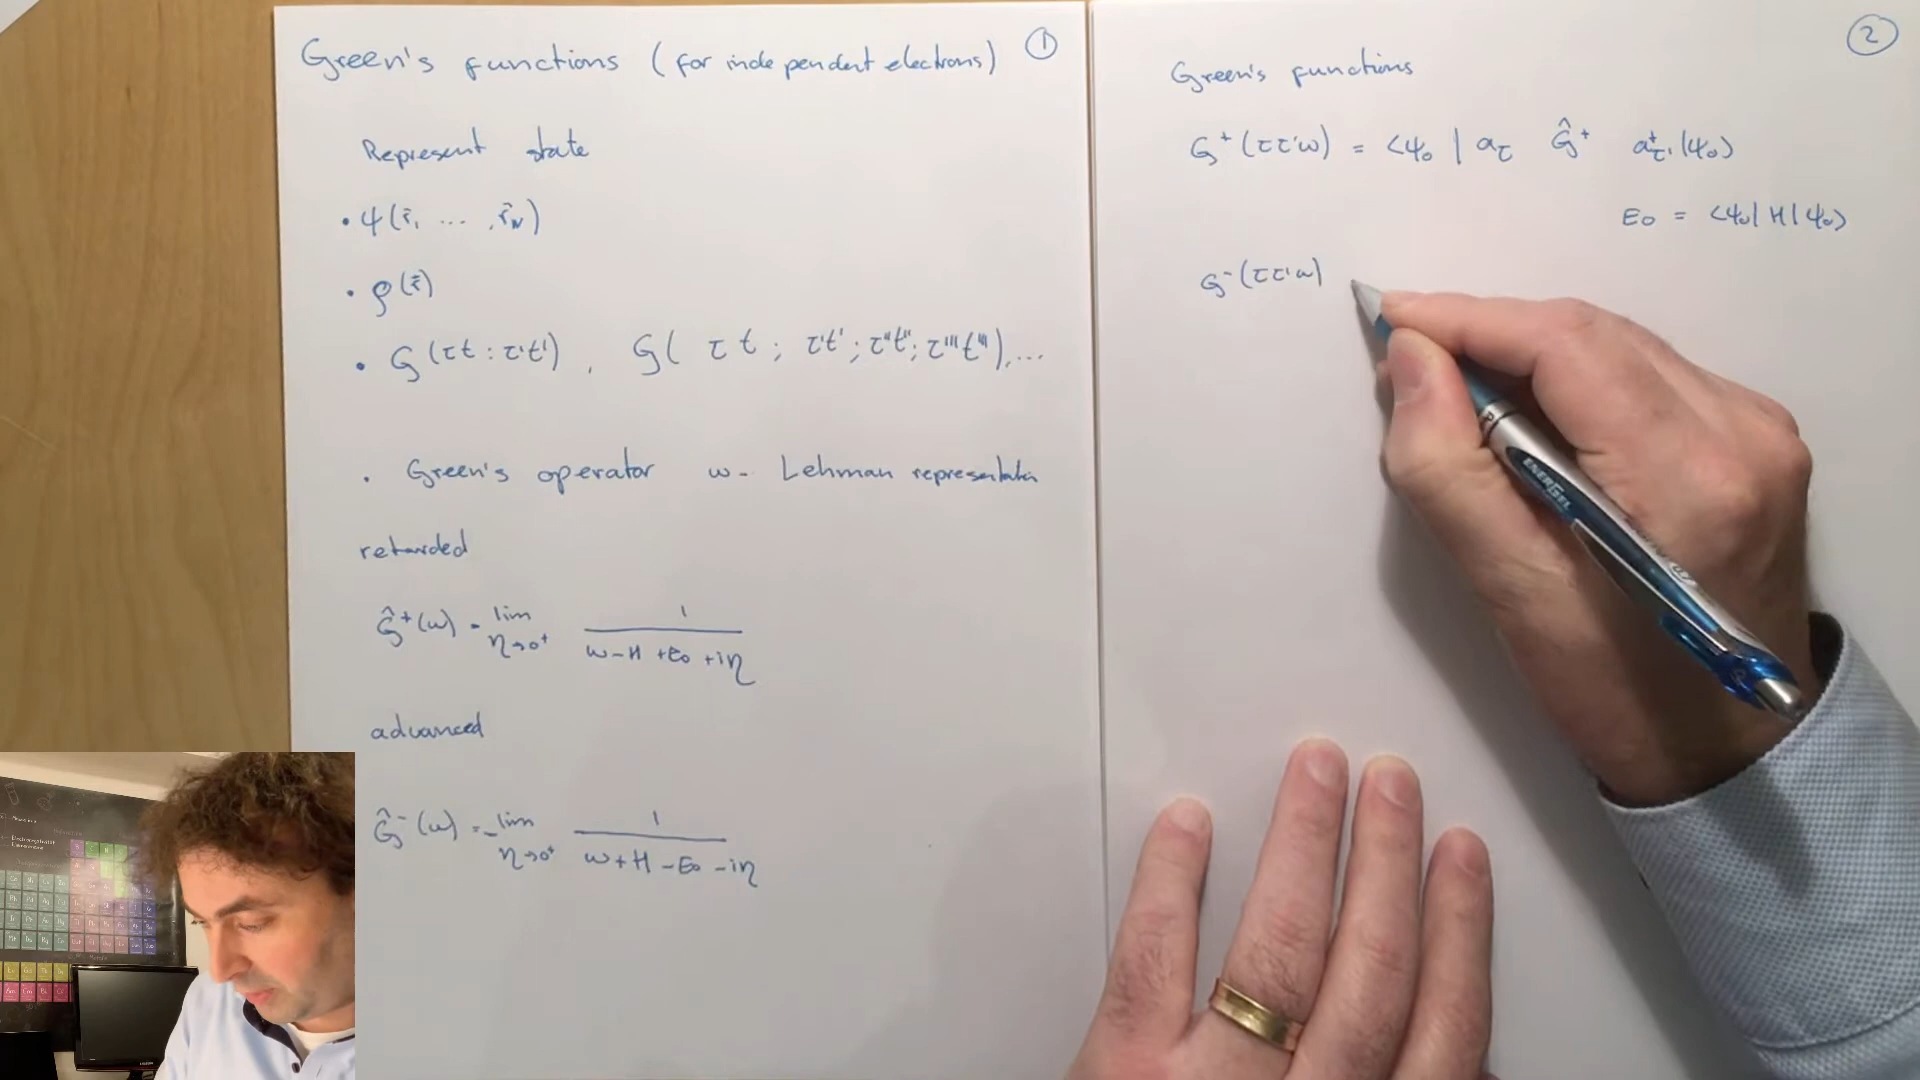 Green's functions (for independent electrons) 1
Represent state
• ψ(r̄₁ ... , r̄N)
• ρ(r̄)
• G(τt : τ't') , G( τ t ; τ't' ; τ''t'' ; τ'''t''' ), ...
. Green's operator ω - Lehman representation
retarded
Ĝ⁺(ω) = lim η→0⁺ 1 / ω - H + E₀ + iη
advanced
Ĝ⁻(ω) = - lim η→0⁺ 1 / ω + H - E₀ - iη
2
Green's functions
G⁺(ττ'ω) = <ψ₀ | a_τ Ĝ⁺ a⁺_τ' |ψ₀>
E₀ = <ψ₀| H |ψ₀>
G⁻(ττ'ω)
ENERGEL